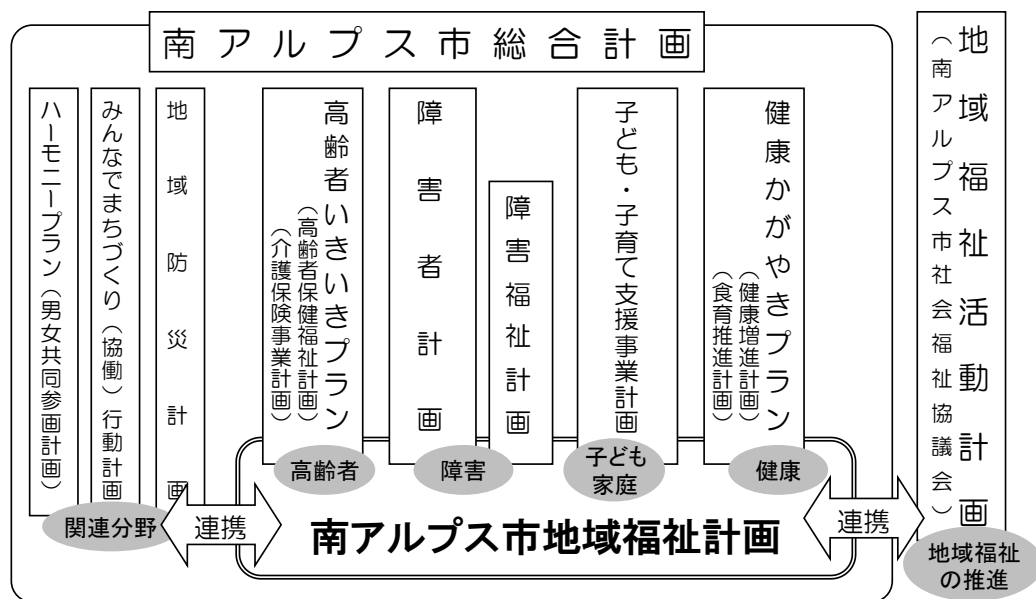 南アルプス市総合計画
地域福祉活動計画
（南アルプス市社会福祉協議会）
健康かがやきプラン
（健康増進計画）
（食育推進計画）
子ども・子育て支援事業計画
障害福祉計画
障害者計画
高齢者いきいきプラン
（高齢者保健福祉計画）
（介護保険事業計画）
地域防災計画
みんなでまちづくり（協働）行動計画
ハーモニープラン（男女共同参画計画）
高齢者
障害
子ども
家庭
健康
関連分野
連携
南アルプス市地域福祉計画
連携
地域福祉
の推進